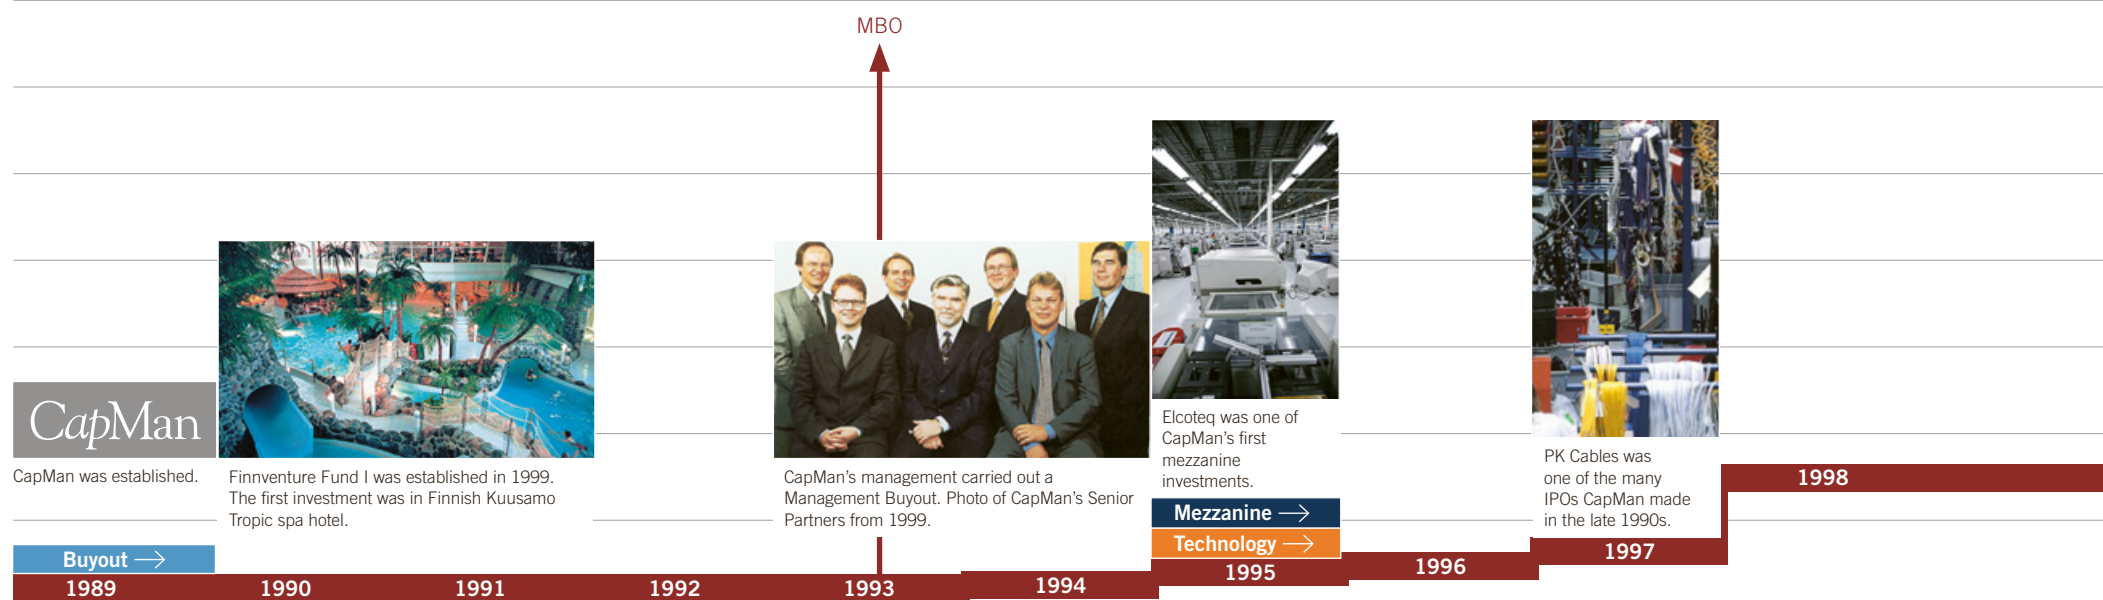 MBO
CapMan
CapMan was established.
Finnventure Fund I was established in 1999.
The first investment was in Finnish Kuusamo
Tropic spa hotel.
CapMan's management carried out a
Management Buyout. Photo of CapMan's Senior
Partners from 1999.
Elcoteq was one of
CapMan's first
mezzanine
investments.
PK Cables was
one of the many
IPOs CapMan made
in the late 1990s.
Mezzanine →
Technology →
Buyout →
1989
1990
1991
1992
1993
1994
1995
1996
1997
1998